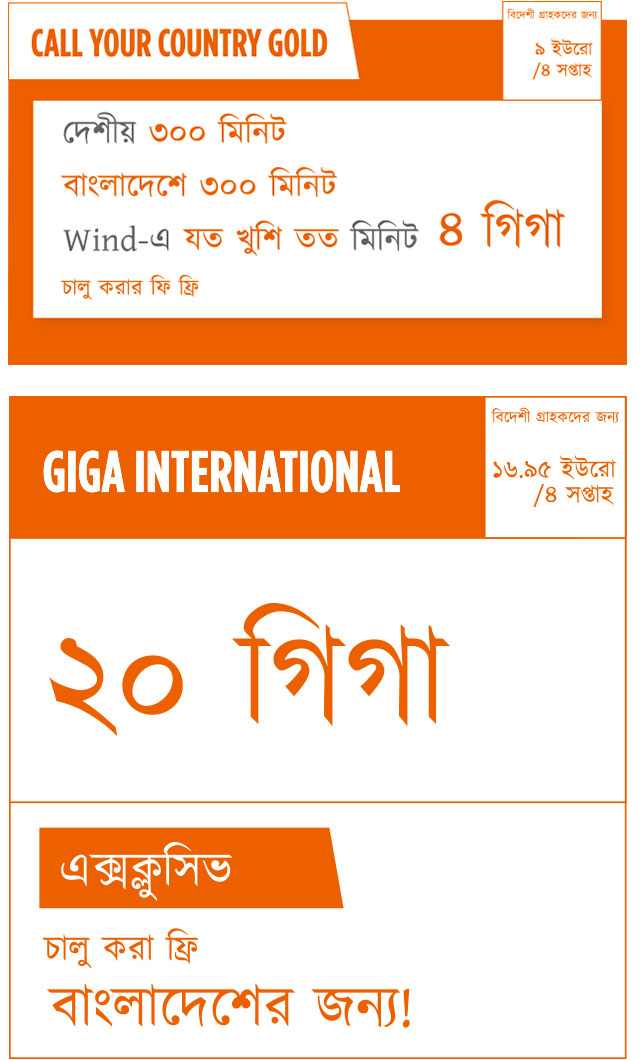 CALL YOUR COUNTRY GOLD
বিদেশী গ্রাহকদের জন্য
৯ ইউরো
/৪ সপ্তাহ
দেশীয় ৩০০ মিনিট
বাংলাদেশে ৩০০ মিনিট
Wind-এ যত খুশি তত মিনিট ৪ গিগা
চালু করার ফি ফ্রি
বিদেশী গ্রাহকদের জন্য
GIGA INTERNATIONAL
১৬.৯৫ ইউরো
/৪ সপ্তাহ
২০ গিগা
এক্সক্লুসিভ
চালু করা ফ্রি
বাংলাদেশের জন্য!